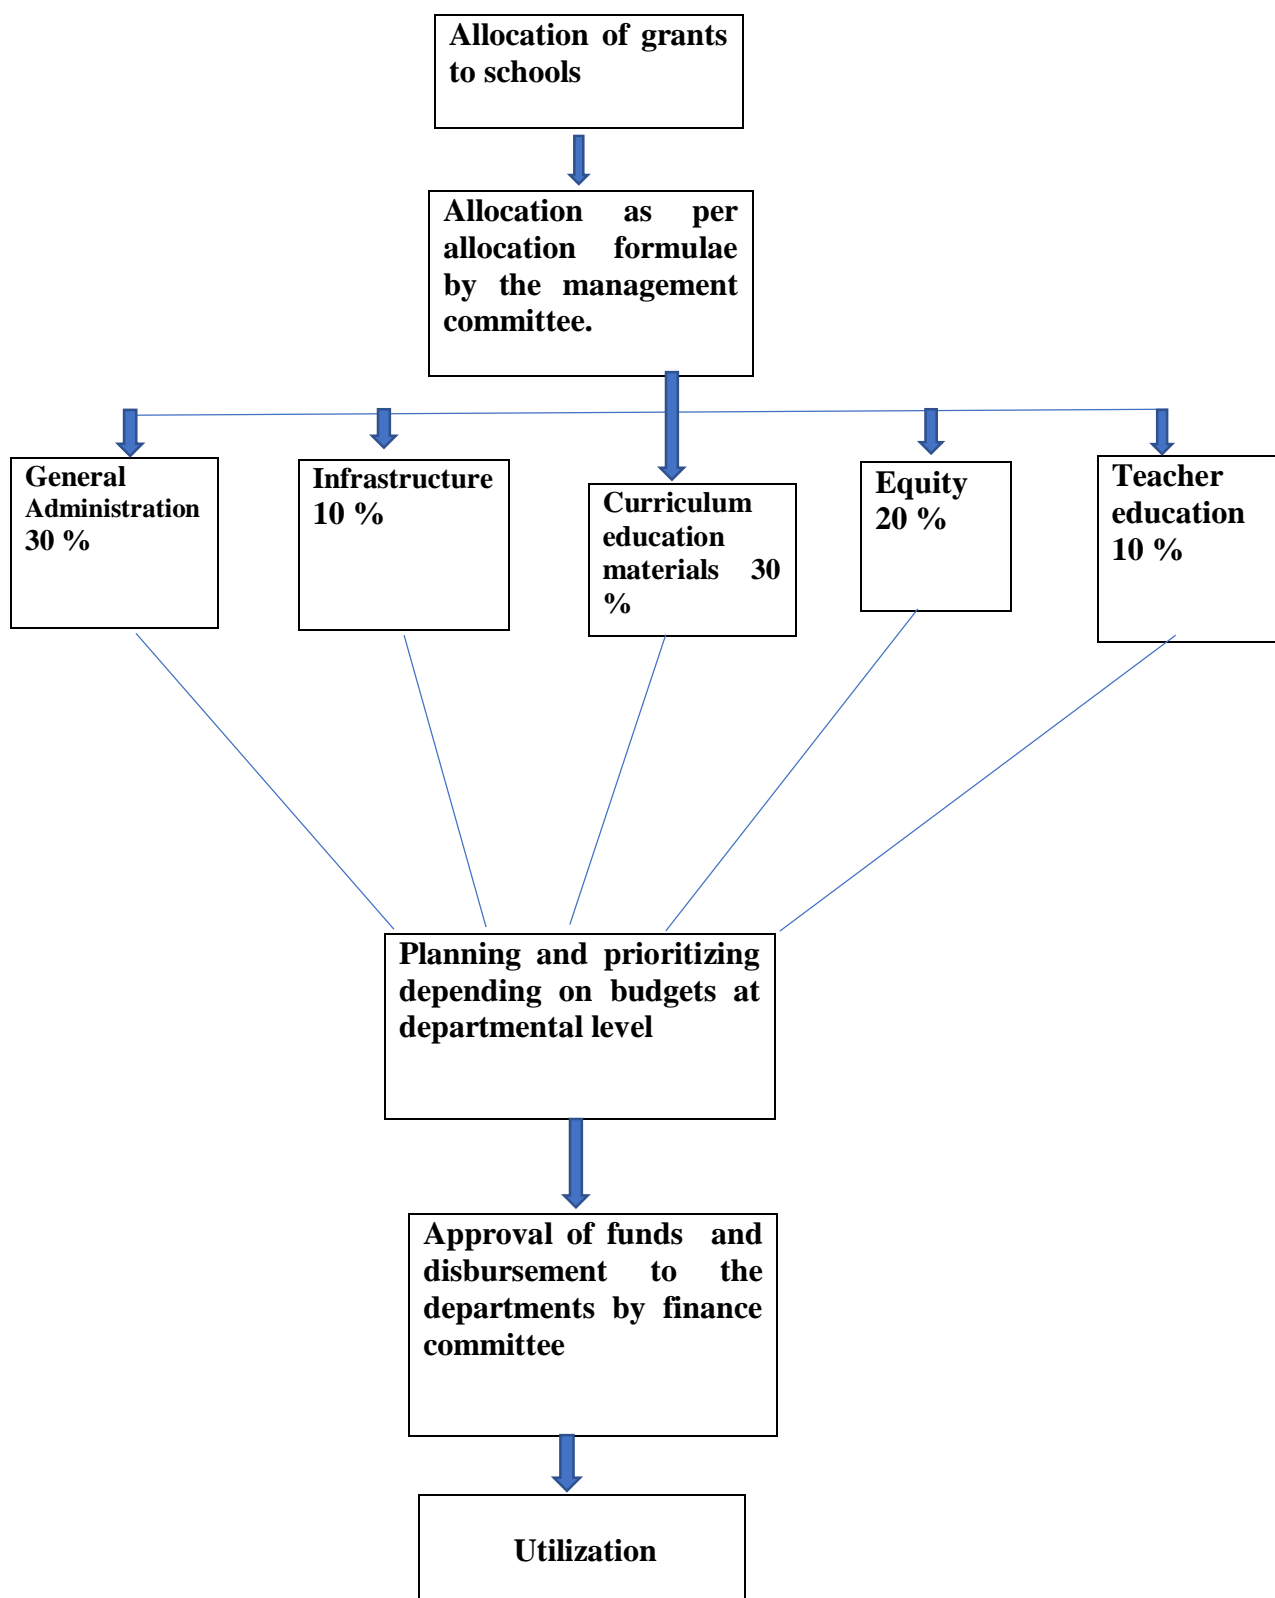 Allocation of grants
to schools
Allocation as per
allocation formulae
by the management
committee.
General
Administration
30 %
Infrastructure
10 %
Curriculum
education
materials 30
%
Equity
20 %
Teacher
education
10 %
Planning and prioritizing
depending on budgets at
departmental level
Approval of funds and
disbursement to the
departments by finance
committee
Utilization